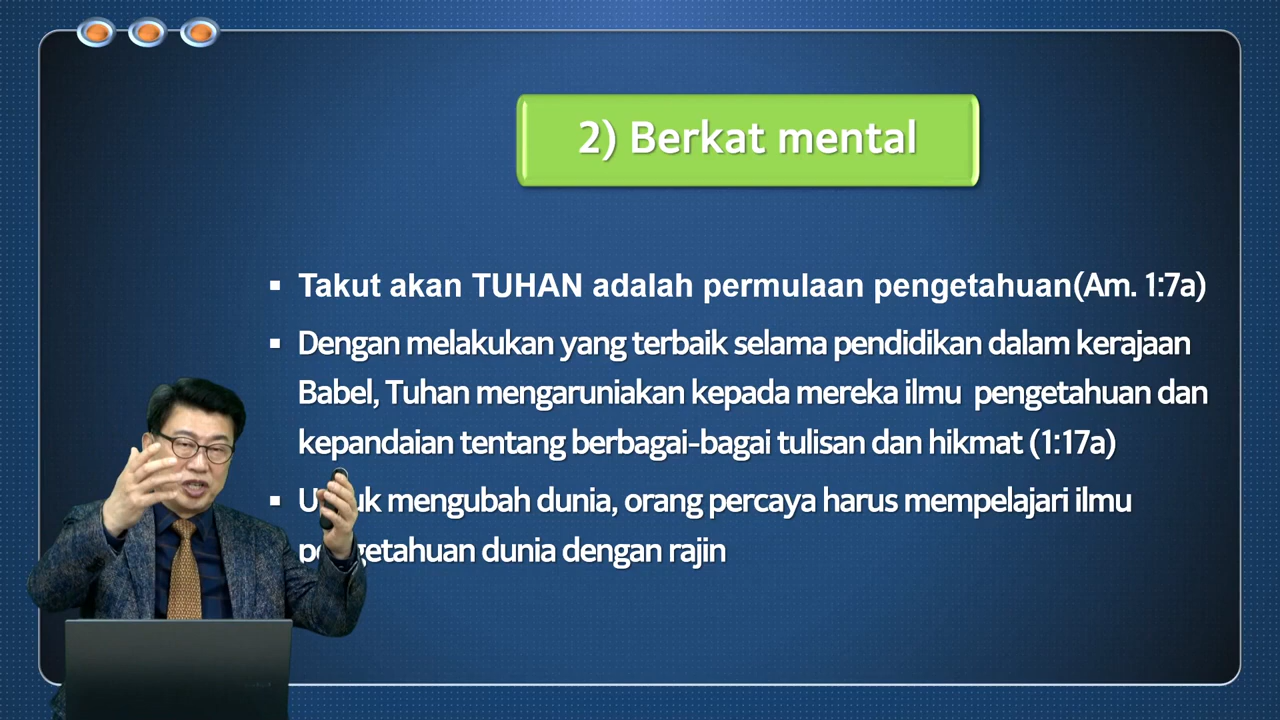 2) Berkat mental
▪ Takut akan TUHAN adalah permulaan pengetahuan(Am. 1:7a)
▪ Dengan melakukan yang terbaik selama pendidikan dalam kerajaan
Babel, Tuhan mengaruniakan kepada mereka ilmu  pengetahuan dan
kepandaian tentang berbagai-bagai tulisan dan hikmat (1:17a)
▪ mengubah dunia, orang percaya harus mempelajari ilmu
dunia dengan rajin